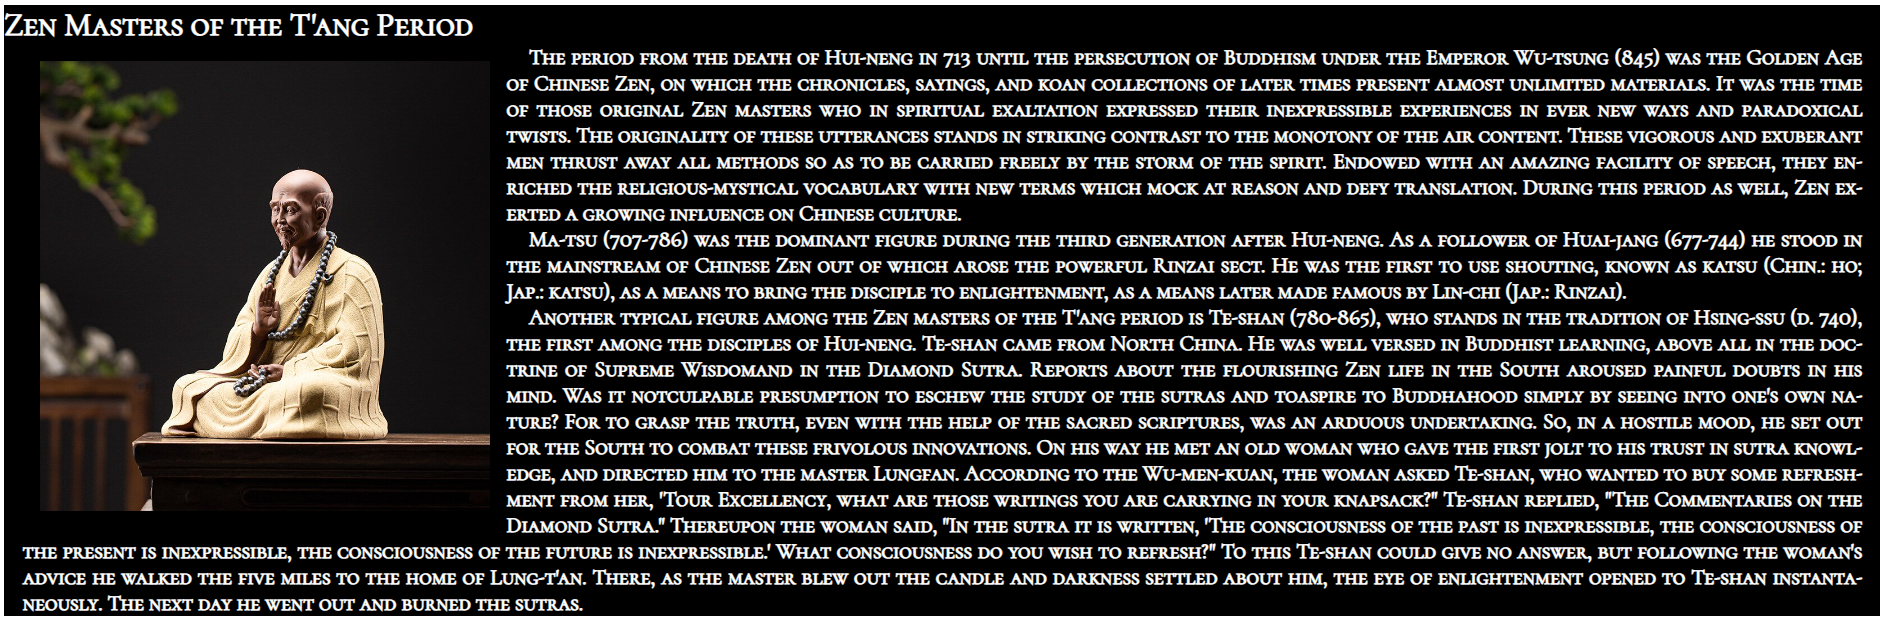 Zen Masters of the T'ang Period
The period from the death of Hui-neng in 713 until the persecution of Buddhism under the Emperor Wu-tsung (845) was the Golden Age
of Chinese Zen, on which the chronicles, sayings, and koan collections of later times present almost unlimited materials. It was the time
of those original Zen masters who in spiritual exaltation expressed their inexpressible experiences in ever new ways and paradoxical
twists. The originality of these utterances stands in striking contrast to the monotony of the air content. These vigorous and exuberant
men thrust away all methods so as to be carried freely by the storm of the spirit. Endowed with an amazing facility of speech, they en-
riched the religious-mystical vocabulary with new terms which mock at reason and defy translation. During this period as well, Zen ex-
erted a growing influence on Chinese culture.
Ma-tsu (707-786) was the dominant figure during the third generation after Hui-neng. As a follower of Huai-jang (677-744) he stood in
the mainstream of Chinese Zen out of which arose the powerful Rinzai sect. He was the first to use shouting, known as katsu (Chin.: ho;
Jap.: katsu), as a means to bring the disciple to enlightenment, as a means later made famous by Lin-chi (Jap.: Rinzai).
Another typical figure among the Zen masters of the T'ang period is Te-shan (780-865), who stands in the tradition of Hsing-ssu (d. 740),
the first among the disciples of Hui-neng. Te-shan came from North China. He was well versed in Buddhist learning, above all in the doc-
trine of Supreme Wisdomand in the Diamond Sutra. Reports about the flourishing Zen life in the South aroused painful doubts in his
mind. Was it notculpable presumption to eschew the study of the sutras and toaspire to Buddhahood simply by seeing into one's own na-
ture? For to grasp the truth, even with the help of the sacred scriptures, was an arduous undertaking. So, in a hostile mood, he set out
for the South to combat these frivolous innovations. On his way he met an old woman who gave the first jolt to his trust in sutra knowl-
edge, and directed him to the master Lungfan. According to the Wu-men-kuan, the woman asked Te-shan, who wanted to buy some refresh-
ment from her, 'Tour Excellency, what are those writings you are carrying in your knapsack?" Te-shan replied, "The Commentaries on the
Diamond Sutra." Thereupon the woman said, "In the sutra it is written, 'The consciousness of the past is inexpressible, the consciousness of
the present is inexpressible, the consciousness of the future is inexpressible.' What consciousness do you wish to refresh?" To this Te-shan could give no answer, but following the woman's
advice he walked the five miles to the home of Lung-t'an. There, as the master blew out the candle and darkness settled about him, the eye of enlightenment opened to Te-shan instanta-
neously. The next day he went out and burned the sutras.